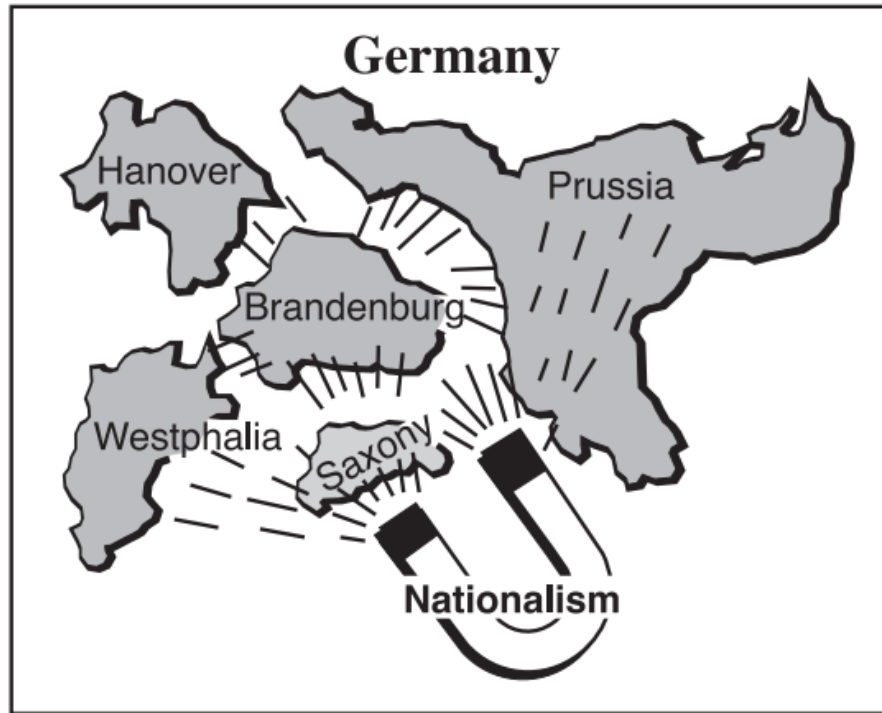 Germany
Hanover
Prussia
Brandenburg
Westphalia
Saxony
Nationalism